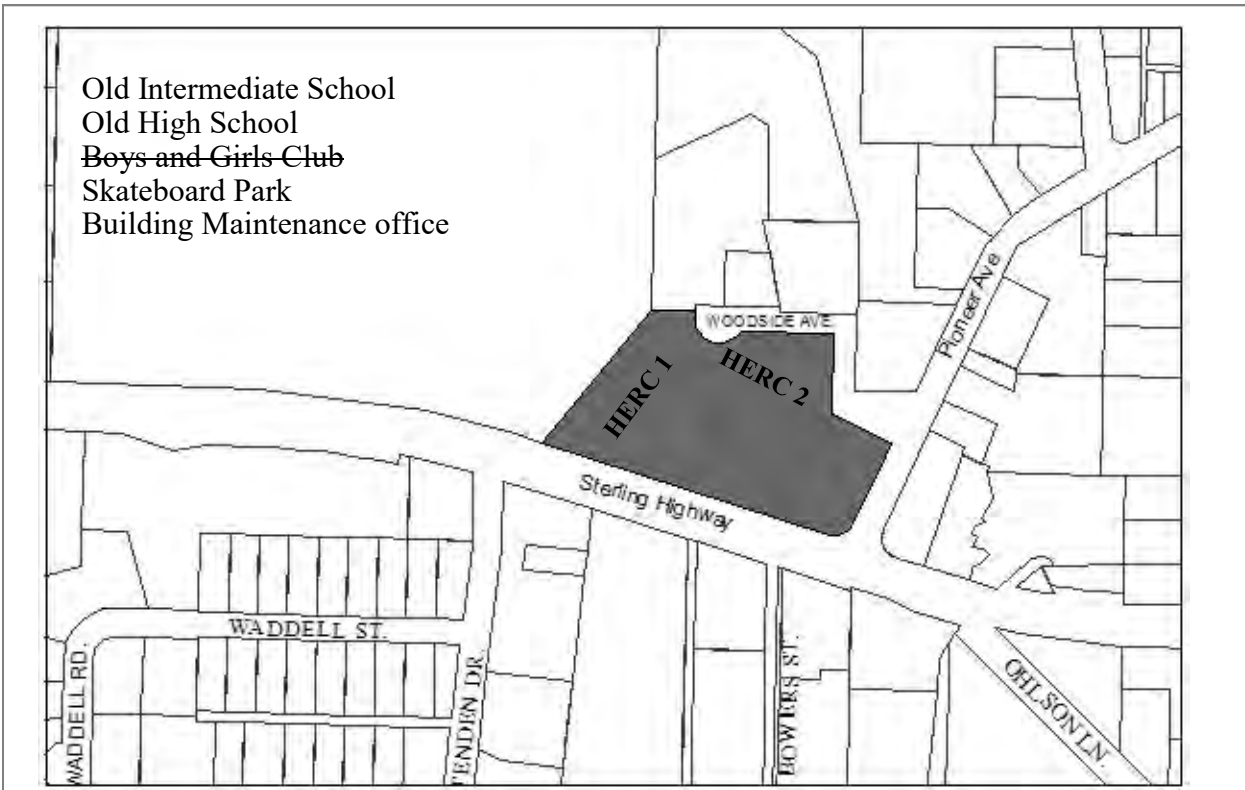 Old Intermediate School
Old High School
Boys and Girls Club
Skateboard Park
Building Maintenance office
WOODSIDE AVE.
Pioneer Ave
HERC 1
HERC 2
Sterling Highway
WADDELL ST.
WADDELL RD.
TENDEN DR.
BOWERS ST.
OHLSON LN.